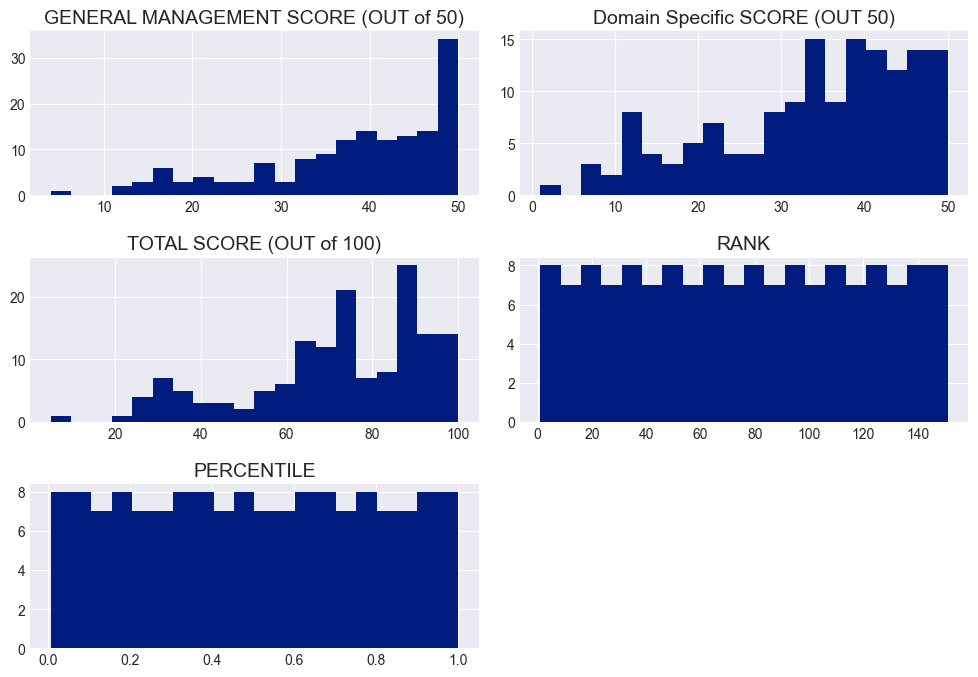 GENERAL MANAGEMENT SCORE (OUT of 50)
30
20
10
0
10 20 30 40 50
Domain Specific SCORE (OUT 50)
15
10
5
0
0 10 20 30 40 50
TOTAL SCORE (OUT of 100)
20
10
0
20 40 60 80 100
RANK
8
6
4
2
0
0 20 40 60 80 100 120 140
PERCENTILE
8
6
4
2
0
0.0 0.2 0.4 0.6 0.8 1.0